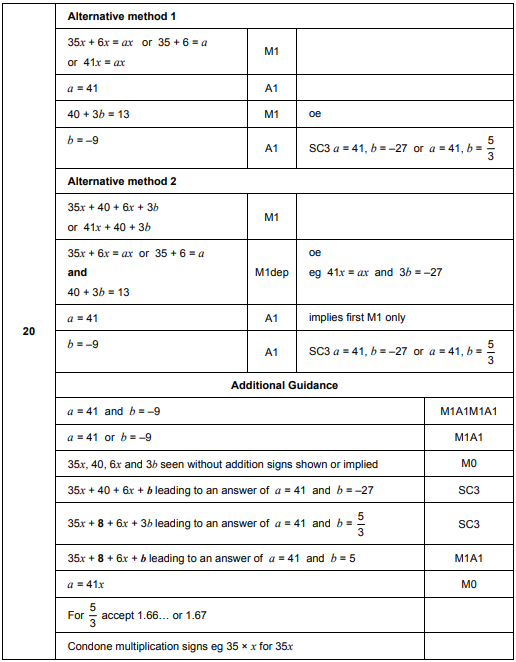 Alternative method 1
35x + 6x = ax or 35 + 6 = a
or 41x = ax
M1
a = 41
A1
40 + 3b = 13
M1
oe
b = –9
A1
SC3 a = 41, b = –27 or a = 41, b = 5/3
Alternative method 2
35x + 40 + 6x + 3b
or 41x + 40 + 3b
M1
35x + 6x = ax or 35 + 6 = a
and
40 + 3b = 13
M1dep
oe
eg 41x = ax and 3b = –27
a = 41
A1
implies first M1 only
20
b = –9
A1
SC3 a = 41, b = –27 or a = 41, b = 5/3
Additional Guidance
a = 41 and b = –9
M1A1M1A1
a = 41 or b = –9
M1A1
35x, 40, 6x and 3b seen without addition signs shown or implied
M0
35x + 40 + 6x + b leading to an answer of a = 41 and b = –27
SC3
35x + 8 + 6x + 3b leading to an answer of a = 41 and b = 5/3
SC3
35x + 8 + 6x + b leading to an answer of a = 41 and b = 5
M1A1
a = 41x
M0
For 5/3 accept 1.66… or 1.67
Condone multiplication signs eg 35 × x for 35x